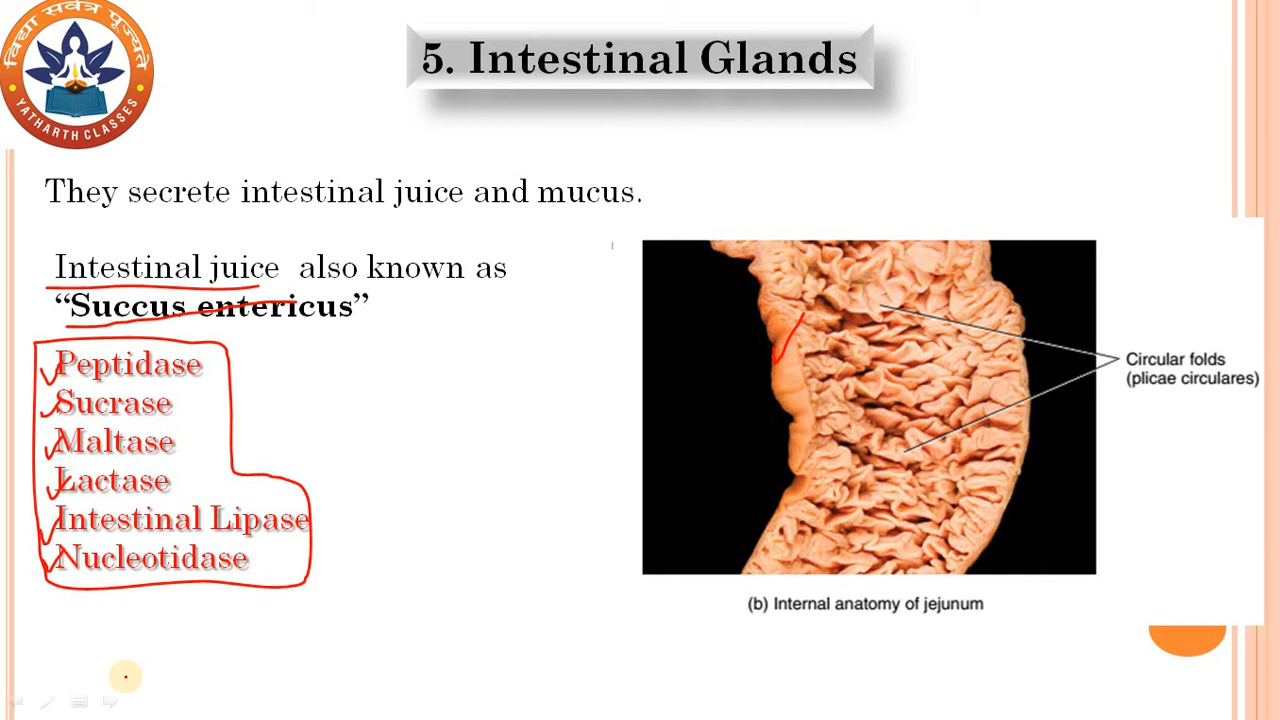 विद्या सर्वत्र पूज्यते
YATHARTH CLASSES
5. Intestinal Glands
They secrete intestinal juice and mucus.
Intestinal juice also known as
“Succus entericus”
Peptidase
Sucrase
Maltase
Lactase
Intestinal Lipase
Nucleotidase
Circular folds
(plicae circulares)
(b) Internal anatomy of jejunum